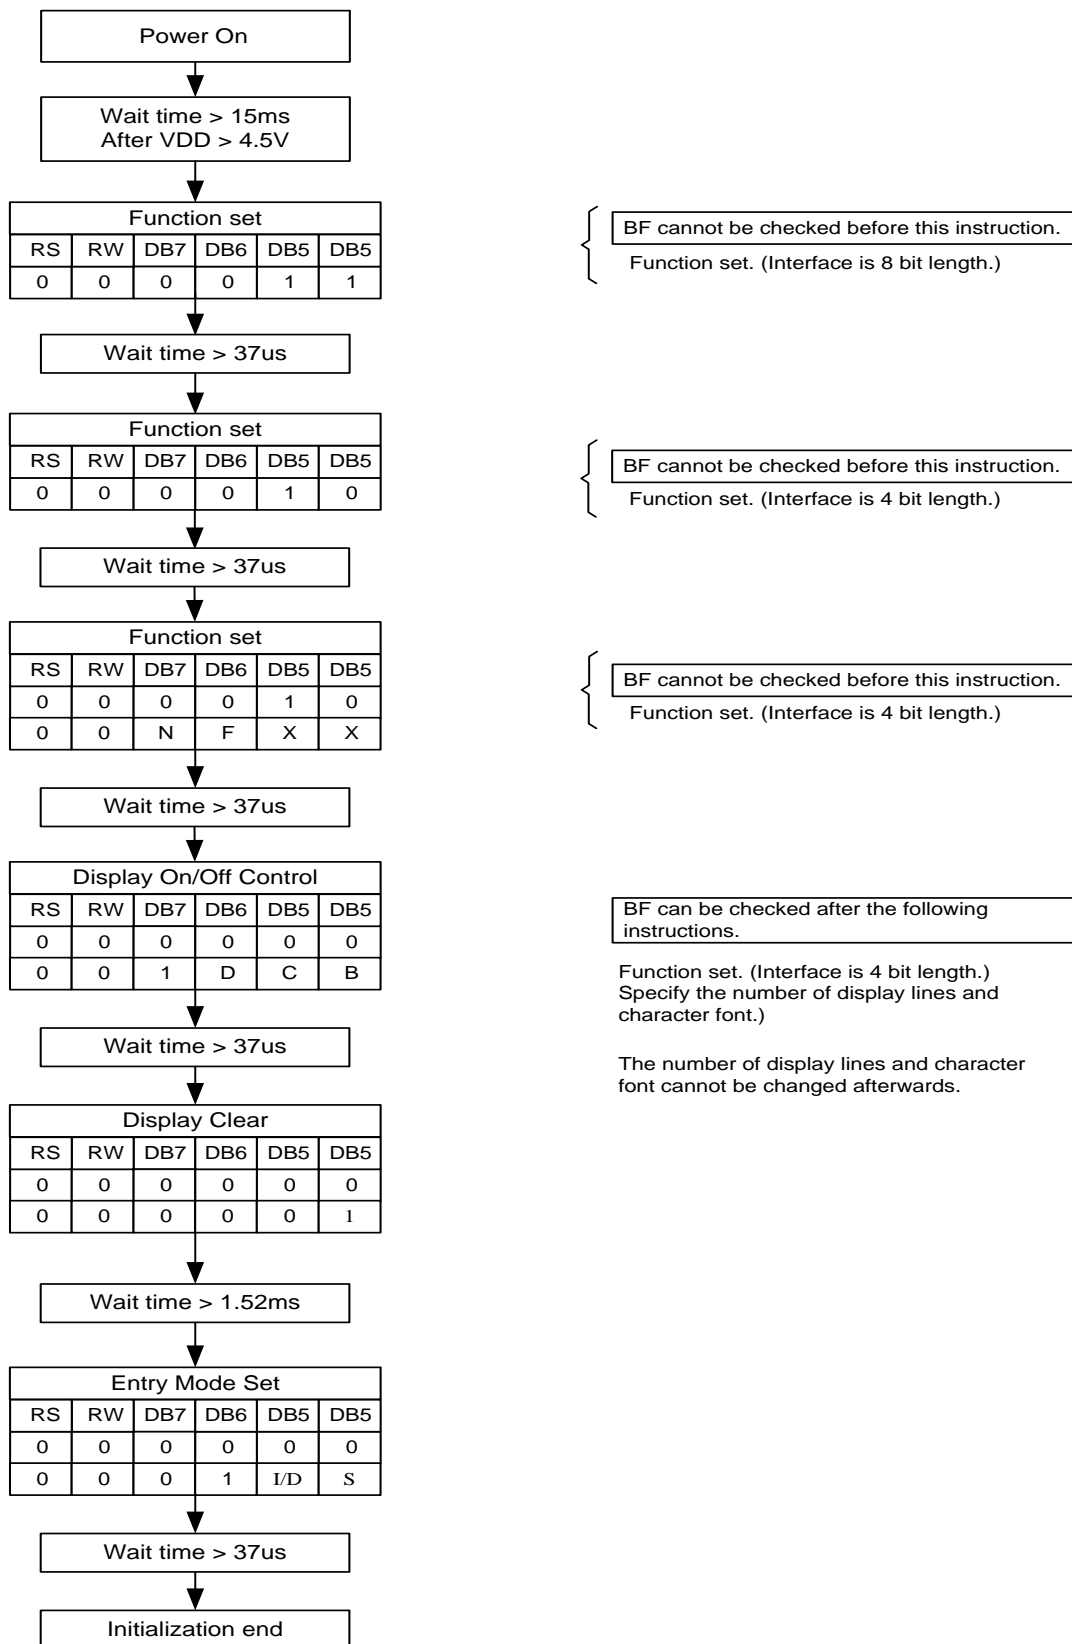 Power On
Wait time > 15ms
After VDD > 4.5V
Function set
RS RW DB7 DB6 DB5 DB5
0 0 0 0 1 1
BF cannot be checked before this instruction.
Function set. (Interface is 8 bit length.)
Wait time > 37us
Function set
RS RW DB7 DB6 DB5 DB5
0 0 0 0 1 0
BF cannot be checked before this instruction.
Function set. (Interface is 4 bit length.)
Wait time > 37us
Function set
RS RW DB7 DB6 DB5 DB5
0 0 0 0 1 0
0 0 N F X X
BF cannot be checked before this instruction.
Function set. (Interface is 4 bit length.)
Wait time > 37us
Display On/Off Control
RS RW DB7 DB6 DB5 DB5
0 0 0 0 0 0
0 0 1 D C B
BF can be checked after the following
instructions.
Function set. (Interface is 4 bit length.)
Specify the number of display lines and
character font.)
The number of display lines and character
font cannot be changed afterwards.
Wait time > 37us
Display Clear
RS RW DB7 DB6 DB5 DB5
0 0 0 0 0 0
0 0 0 0 0 1
Wait time > 1.52ms
Entry Mode Set
RS RW DB7 DB6 DB5 DB5
0 0 0 0 0 0
0 0 0 1 I/D S
Wait time > 37us
Initialization end